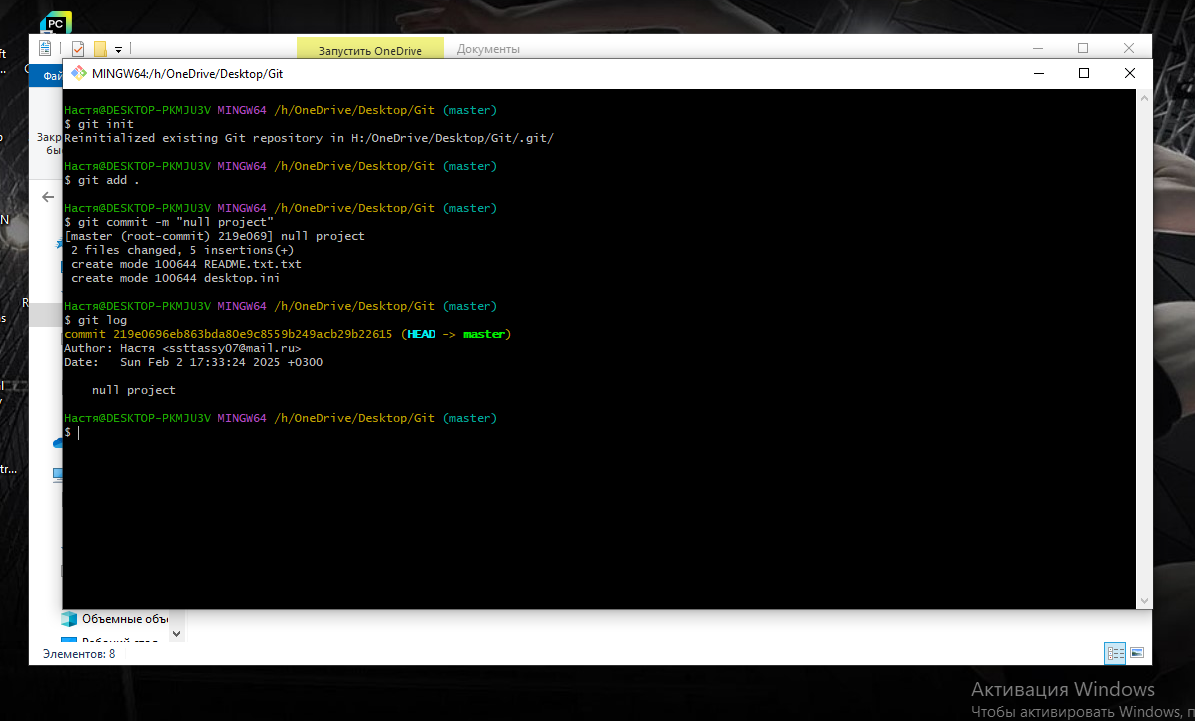 PC
Запустить OneDrive
Документы
MINGW64:/h/OneDrive/Desktop/Git
Настя@DESKTOP-PKMJU3V MINGW64 /h/OneDrive/Desktop/Git (master)
$ git init
Reinitialized existing Git repository in H:/OneDrive/Desktop/Git/.git/
Настя@DESKTOP-PKMJU3V MINGW64 /h/OneDrive/Desktop/Git (master)
$ git add .
Настя@DESKTOP-PKMJU3V MINGW64 /h/OneDrive/Desktop/Git (master)
$ git commit -m "null project"
[master (root-commit) 219e069] null project
 2 files changed, 5 insertions(+)
 create mode 100644 README.txt.txt
 create mode 100644 desktop.ini
Настя@DESKTOP-PKMJU3V MINGW64 /h/OneDrive/Desktop/Git (master)
$ git log
commit 219e0696eb863bda80e9c8559b249acb29b22615 (HEAD -> master)
Author: Настя <ssttassy07@mail.ru>
Date:   Sun Feb 2 17:33:24 2025 +0300
    null project
Настя@DESKTOP-PKMJU3V MINGW64 /h/OneDrive/Desktop/Git (master)
$
Объемные объ
Элементов: 8
Активация Windows
Чтобы активировать Windows, п